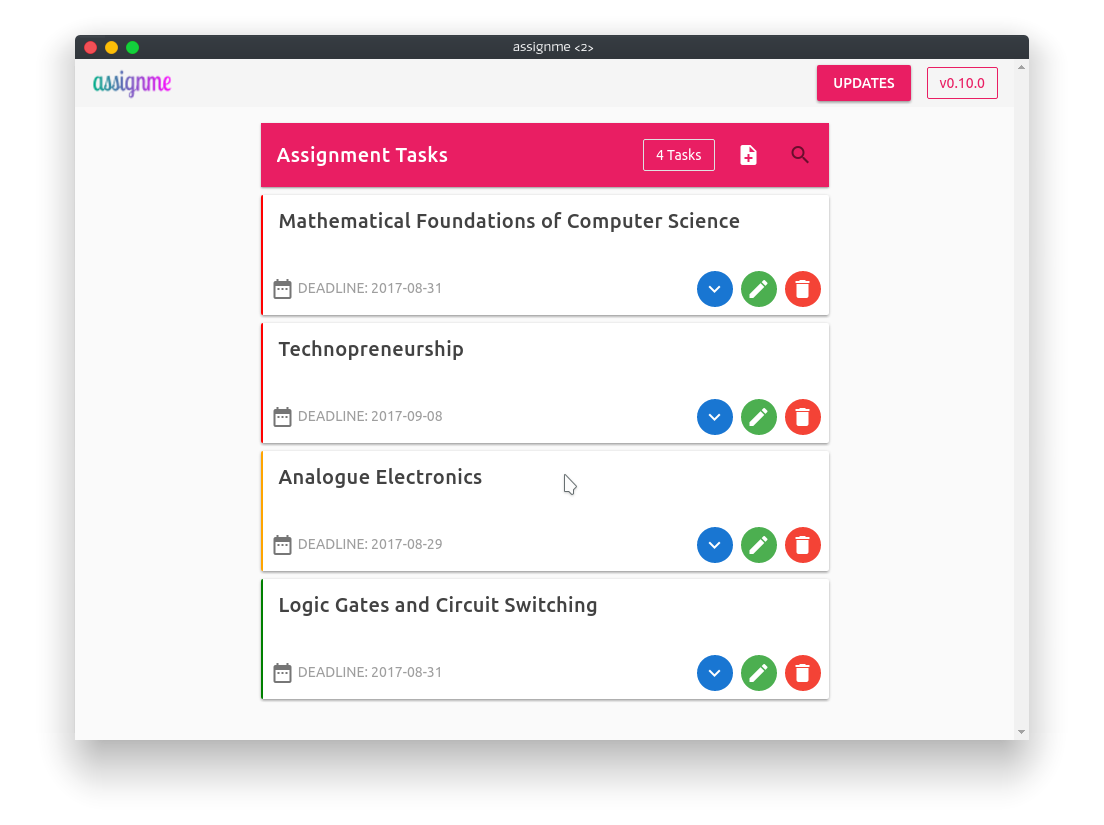 assignme <2>
assignme
UPDATES
v0.10.0
Assignment Tasks
4 Tasks
Mathematical Foundations of Computer Science
DEADLINE: 2017-08-31
Technopreneurship
DEADLINE: 2017-09-08
Analogue Electronics
DEADLINE: 2017-08-29
Logic Gates and Circuit Switching
DEADLINE: 2017-08-31